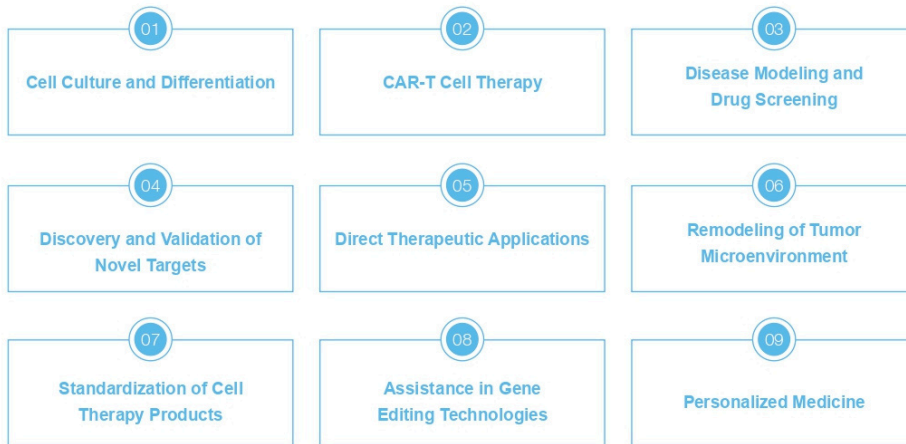 01
Cell Culture and Differentiation
02
CAR-T Cell Therapy
03
Disease Modeling and
Drug Screening
04
Discovery and Validation of
Novel Targets
05
Direct Therapeutic Applications
06
Remodeling of Tumor
Microenvironment
07
Standardization of Cell
Therapy Products
08
Assistance in Gene
Editing Technologies
09
Personalized Medicine